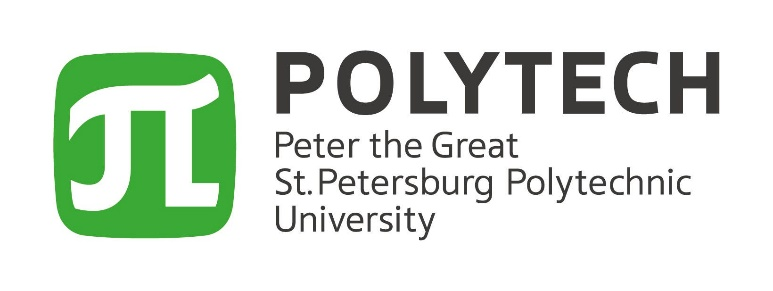 POLYTECH
Peter the Great
St.Petersburg Polytechnic
University